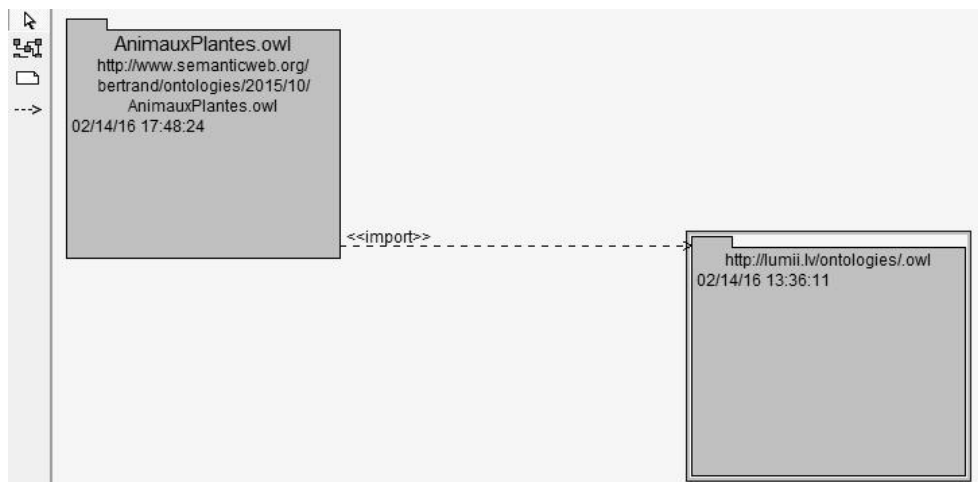 AnimauxPlantes.owl
http://www.semanticweb.org/
bertrand/ontologies/2015/10/
AnimauxPlantes.owl
02/14/16 17:48:24
<<import>>
http://lumii.lv/ontologies/.owl
02/14/16 13:36:11